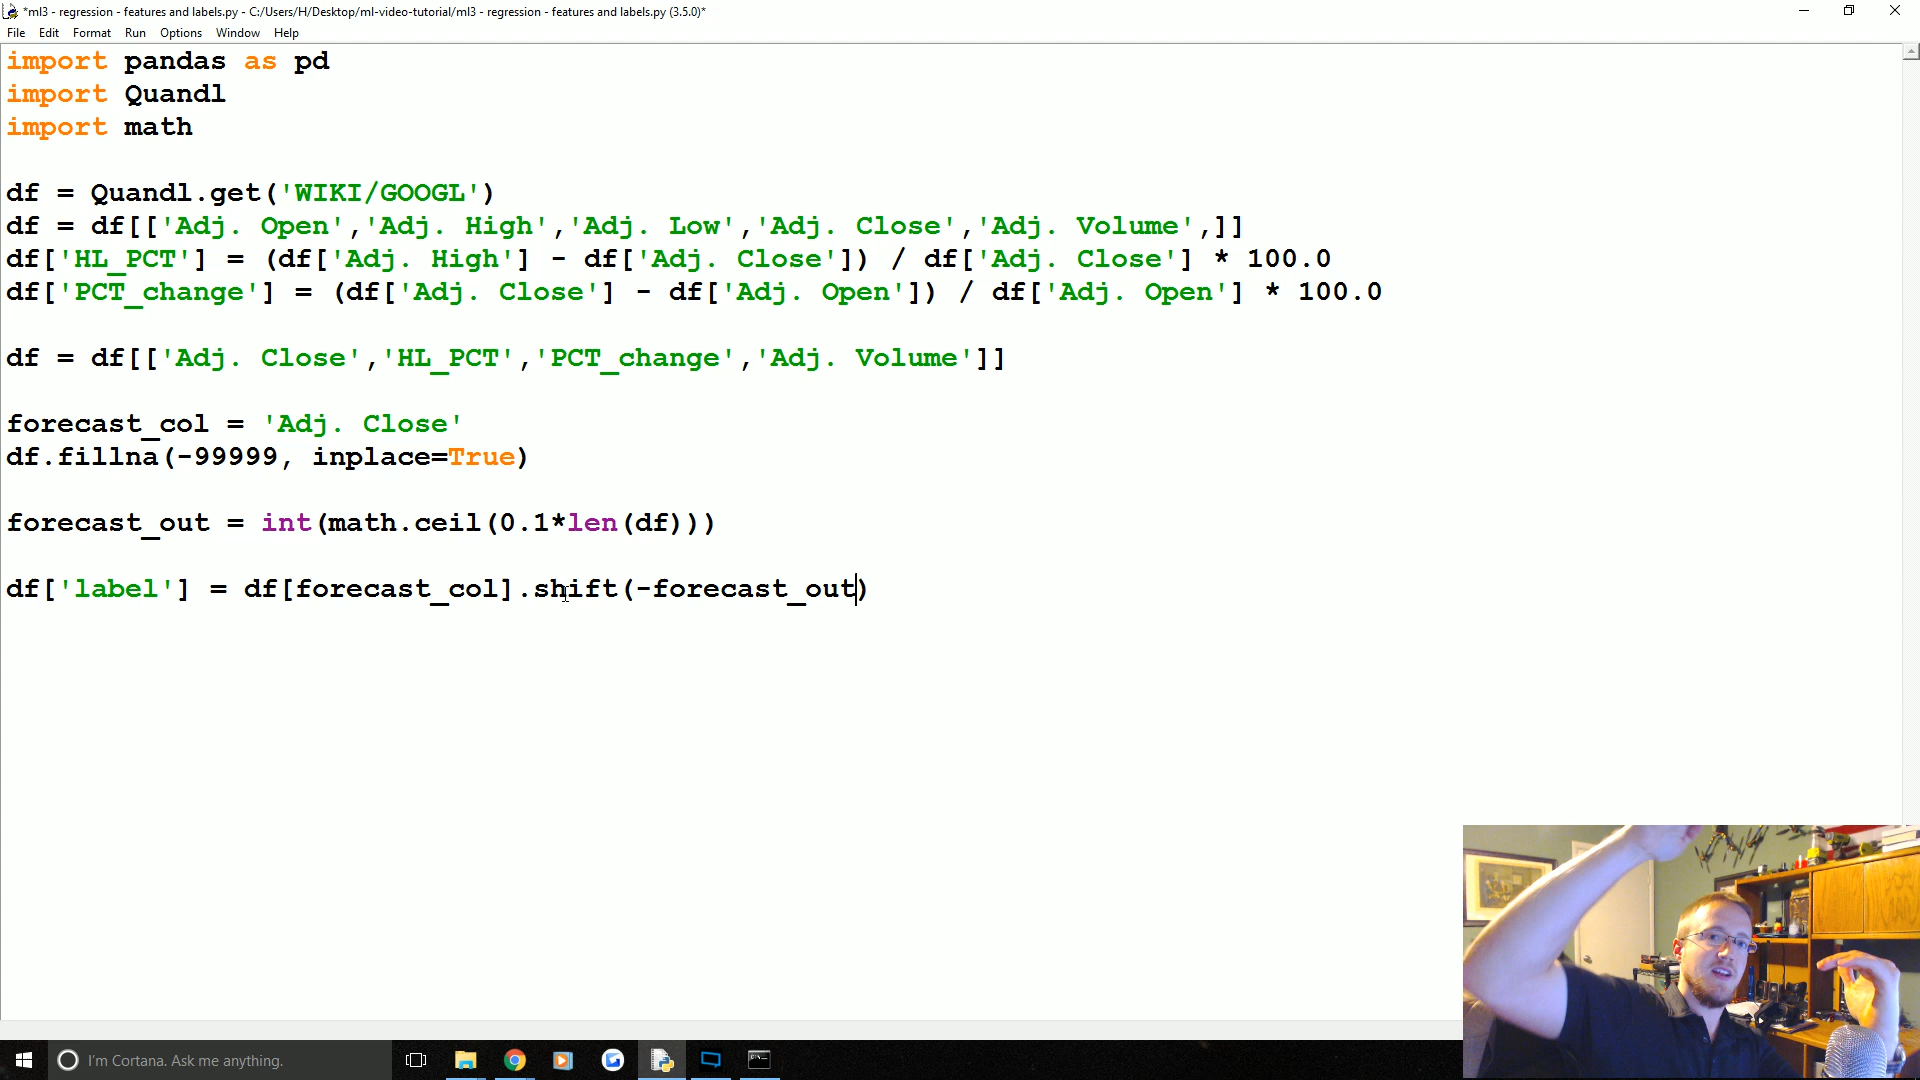 *ml3 - regression - features and labels.py - C:/Users/H/Desktop/ml-video-tutorial/ml3 - regression - features and labels.py (3.5.0)*
File Edit Format Run Options Window Help
import pandas as pd
import Quandl
import math
df = Quandl.get('WIKI/GOOGL')
df = df[['Adj. Open','Adj. High','Adj. Low','Adj. Close','Adj. Volume',]]
df['HL_PCT'] = (df['Adj. High'] - df['Adj. Close']) / df['Adj. Close'] * 100.0
df['PCT_change'] = (df['Adj. Close'] - df['Adj. Open']) / df['Adj. Open'] * 100.0
df = df[['Adj. Close','HL_PCT','PCT_change','Adj. Volume']]
forecast_col = 'Adj. Close'
df.fillna(-99999, inplace=True)
forecast_out = int(math.ceil(0.1*len(df)))
df['label'] = df[forecast_col].shift(-forecast_out)
I'm Cortana. Ask me anything.